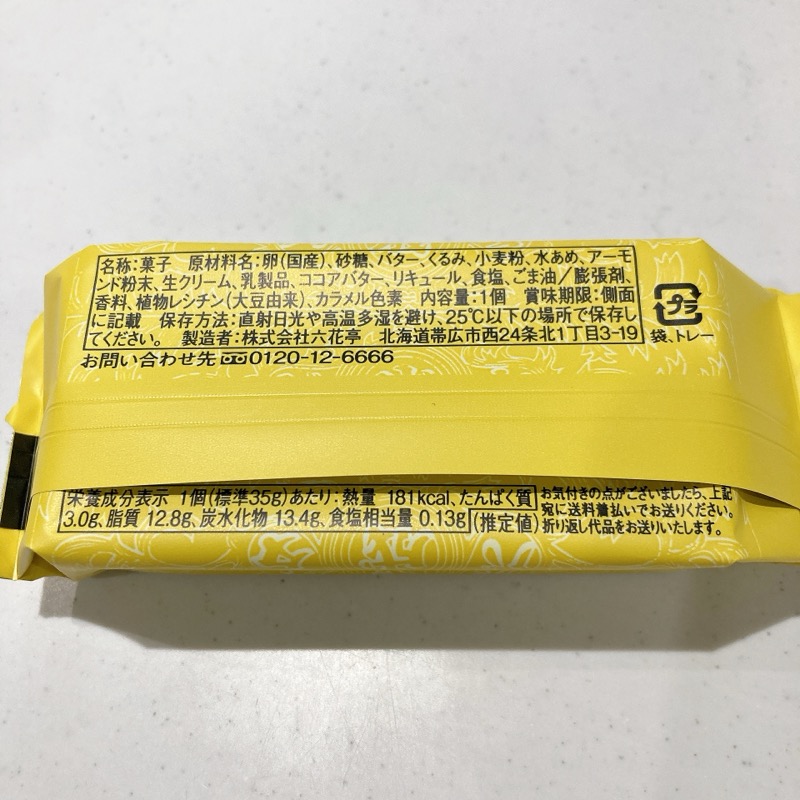 名称:菓子 原材料名:卵(国産)、砂糖、バター、くるみ、小麦粉、水あめ、アーモ
ンド粉末、生クリーム、乳製品、ココアバター、リキュール、食塩、ごま油/膨張剤、
香料、植物レシチン(大豆由来)、カラメル色素 内容量:1個 賞味期限:側面
に記載 保存方法:直射日光や高温多湿を避け、25℃以下の場所で保存し
てください。 製造者:株式会社六花亭 北海道帯広市西24条北1丁目3-19
プラ
袋、トレー
お問い合わせ先 0120-12-6666
栄養成分表示 1個(標準35g)あたり:熱量 181kcal、たんぱく質
3.0g、脂質 12.8g、炭水化物 13.4g、食塩相当量 0.13g
(推定値)
お気付きの点がございましたら、上記
宛に送料着払いでお送りください。
折り返し代品をお送りいたします。